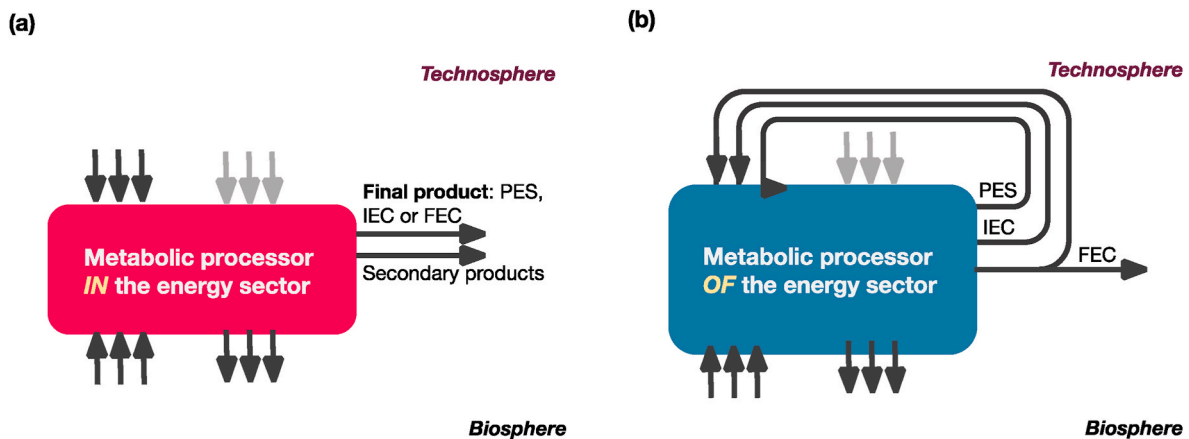 (a)
Technosphere
Final product: PES,
IEC or FEC
Metabolic processor
IN the energy sector
Secondary products
Biosphere
(b)
Technosphere
PES
IEC
FEC
Metabolic processor
OF the energy sector
Biosphere